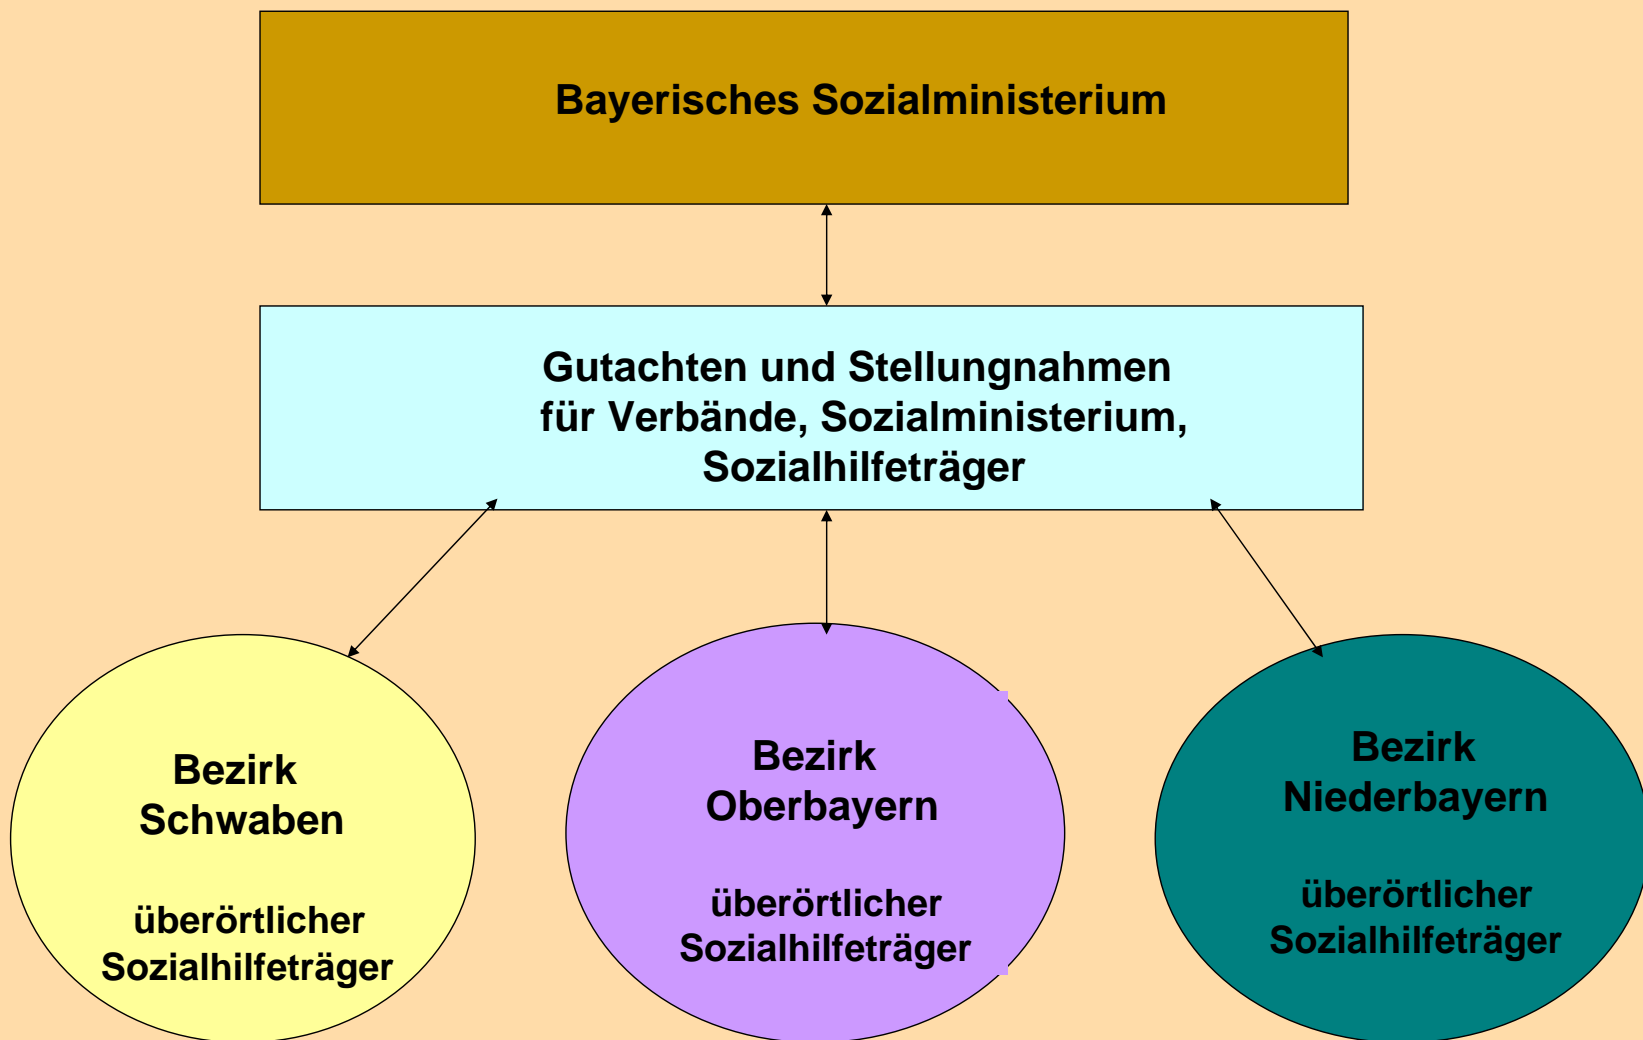 Bayerisches Sozialministerium
Gutachten und Stellungnahmen
für Verbände, Sozialministerium,
Sozialhilfeträger
Bezirk
Schwaben
überörtlicher
Sozialhilfeträger
Bezirk
Oberbayern
überörtlicher
Sozialhilfeträger
Bezirk
Niederbayern
überörtlicher
Sozialhilfeträger